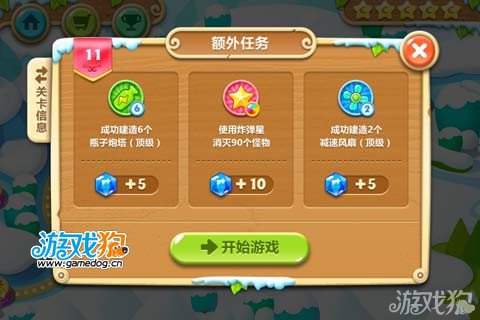 额外任务
11
关卡信息
6
2
成功建造6个
瓶子炮塔（顶级）
使用炸弹星
消灭90个怪物
成功建造2个
减速风扇（顶级）
+5
+10
+5
开始游戏
游戏狗
www.gamedog.cn
游戏狗